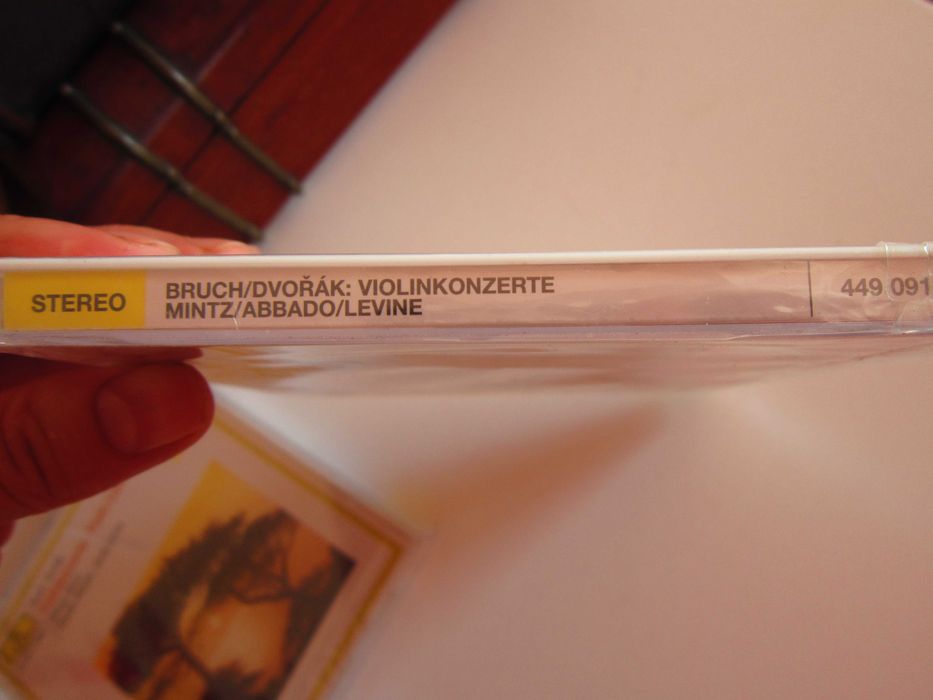 STEREO
BRUCH/DVOŘÁK: VIOLINKONZERTE
MINTZ/ABBADO/LEVINE
449 091